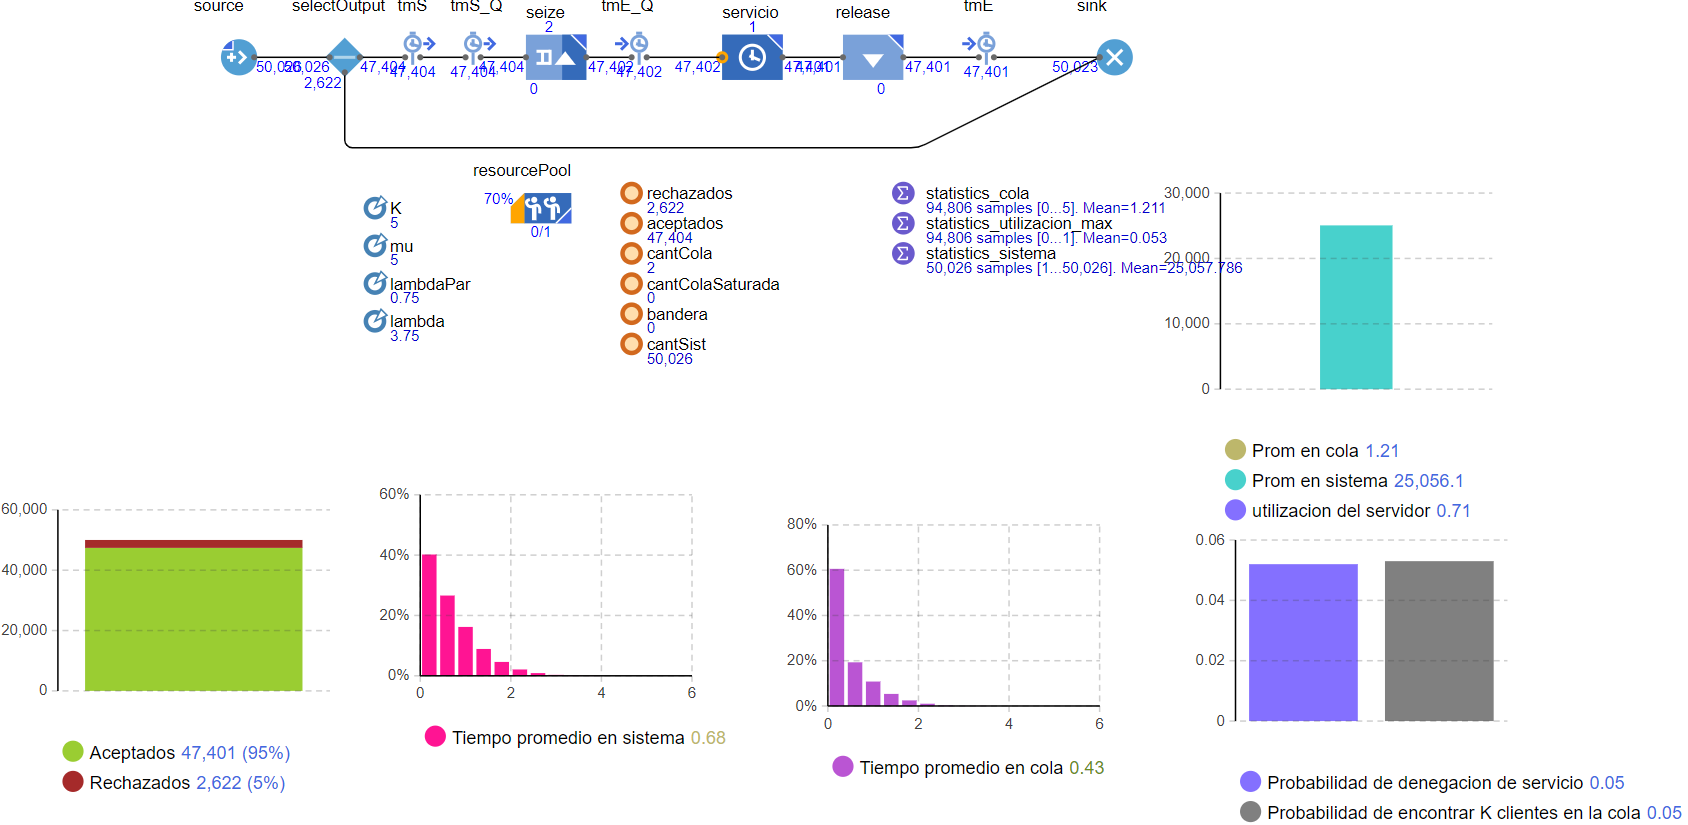 source
selectOutput
tmS
tmS_Q
seize
tmE_Q
servicio
release
tmE
sink
2
1
50,026
50,026
47,404
47,404
47,404
47,404
47,402
47,402
47,402
47,401
47,401
47,401
47,401
50,023
2,622
0
0
resourcePool
70%
0/1
K
5
mu
5
lambdaPar
0.75
lambda
3.75
rechazados
2,622
aceptados
47,404
cantCola
2
cantColaSaturada
0
bandera
0
cantSist
50,026
statistics_cola
94,806 samples [0...5]. Mean=1.211
statistics_utilizacion_max
94,806 samples [0...1]. Mean=0.053
statistics_sistema
50,026 samples [1...50,026]. Mean=25,057.786
30,000
20,000
10,000
0
Prom en cola 1.21
Prom en sistema 25,056.1
utilizacion del servidor 0.71
60,000
40,000
20,000
0
Aceptados 47,401 (95%)
Rechazados 2,622 (5%)
60%
40%
20%
0%
0 2 4 6
Tiempo promedio en sistema 0.68
80%
60%
40%
20%
0%
0 2 4 6
Tiempo promedio en cola 0.43
0.06
0.04
0.02
0
Probabilidad de denegacion de servicio 0.05
Probabilidad de encontrar K clientes en la cola 0.05